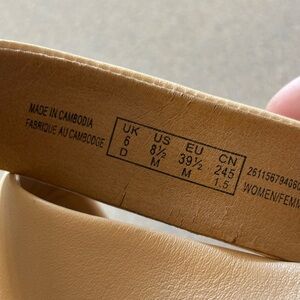 MADE IN CAMBODIA
FABRIQUE AU CAMBODGE
UK US EU CN
6 8½ 39½ 245
D M M 1.5
WOMEN/FEMM